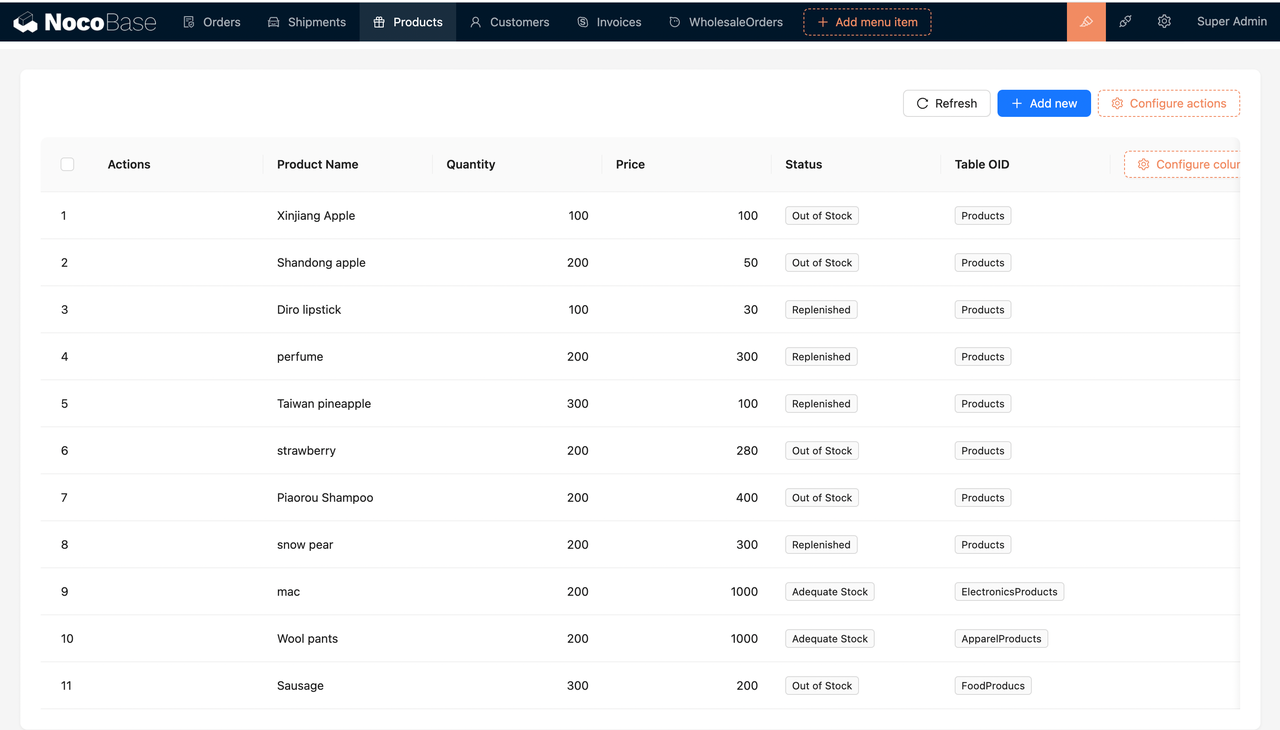 NocoBase Orders Shipments Products Customers Invoices WholesaleOrders Add menu item Super Admin
Refresh Add new Configure actions
Actions Product Name Quantity Price Status Table OID Configure colur
1 Xinjiang Apple 100 100 Out of Stock Products
2 Shandong apple 200 50 Out of Stock Products
3 Diro lipstick 100 30 Replenished Products
4 perfume 200 300 Replenished Products
5 Taiwan pineapple 300 100 Replenished Products
6 strawberry 200 280 Out of Stock Products
7 Piaorou Shampoo 200 400 Out of Stock Products
8 snow pear 200 300 Replenished Products
9 mac 200 1000 Adequate Stock ElectronicsProducts
10 Wool pants 200 1000 Adequate Stock ApparelProducts
11 Sausage 300 200 Out of Stock FoodProducs